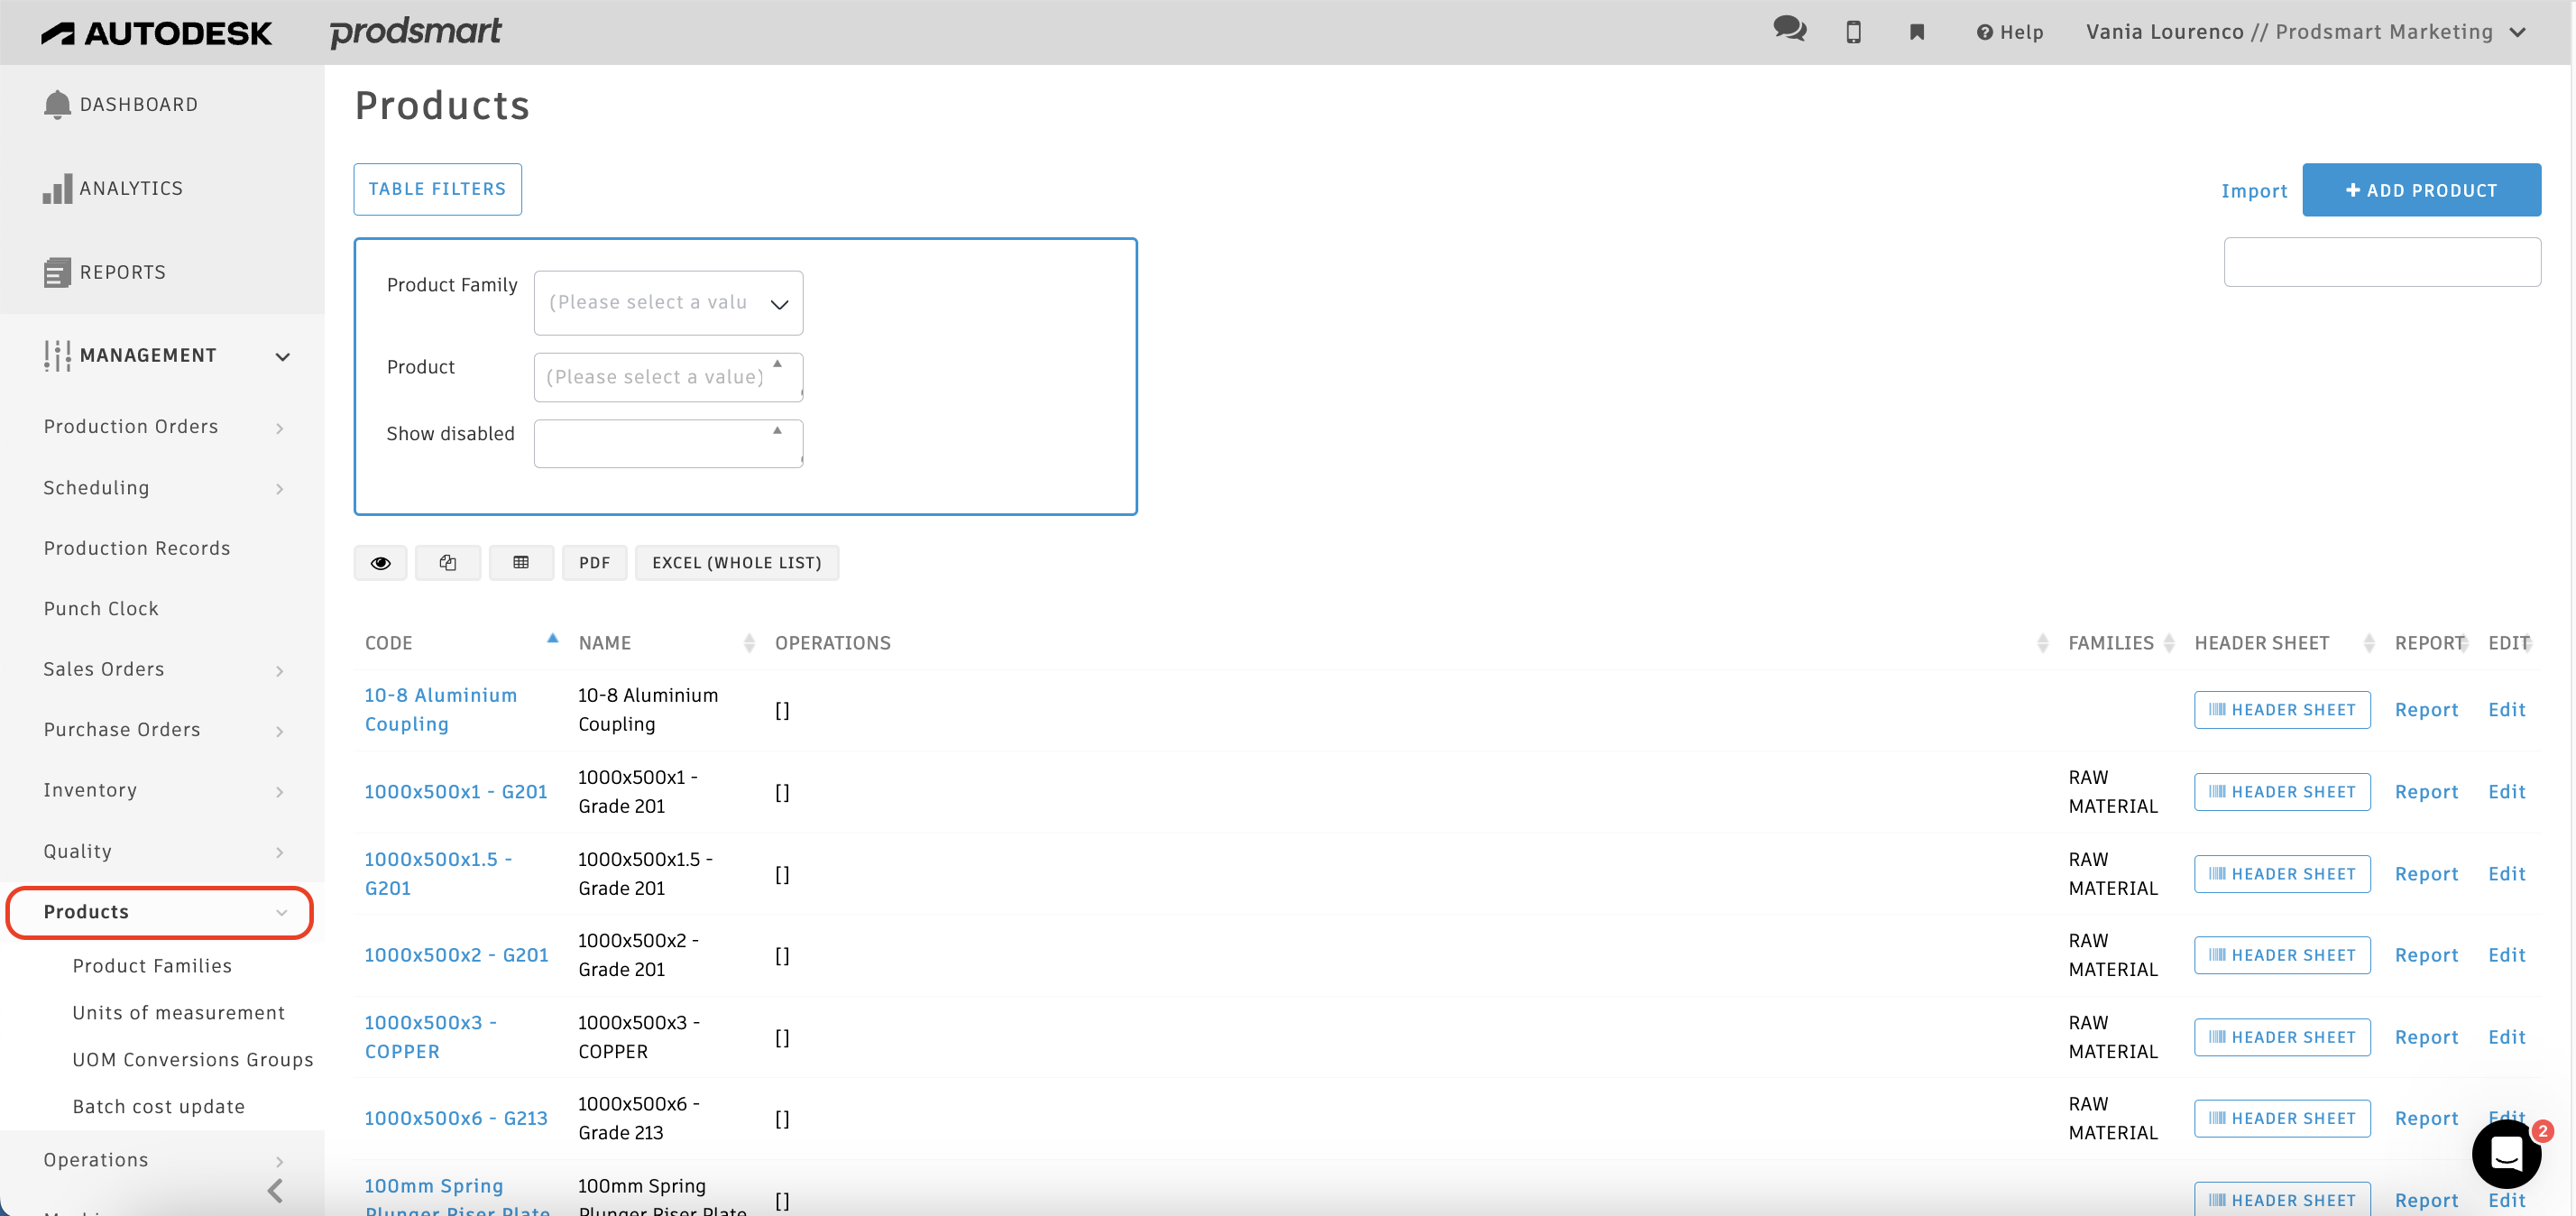 AUTODESK prodsmart Help Vania Lourenco // Prodsmart Marketing
DASHBOARD
ANALYTICS
REPORTS
MANAGEMENT
Production Orders
Scheduling
Production Records
Punch Clock
Sales Orders
Purchase Orders
Inventory
Quality
Products
Product Families
Units of measurement
UOM Conversions Groups
Batch cost update
Operations
Products
TABLE FILTERS
Import
+ ADD PRODUCT
Product Family (Please select a valu
Product (Please select a value)
Show disabled
PDF EXCEL (WHOLE LIST)
CODE NAME OPERATIONS FAMILIES HEADER SHEET REPORT EDIT
10-8 Aluminium 10-8 Aluminium
Coupling Coupling [] HEADER SHEET Report Edit
1000x500x1 - G201 1000x500x1 - [] RAW HEADER SHEET Report Edit
Grade 201 MATERIAL
1000x500x1.5 - 1000x500x1.5 - [] RAW HEADER SHEET Report Edit
G201 Grade 201 MATERIAL
1000x500x2 - G201 1000x500x2 - [] RAW HEADER SHEET Report Edit
Grade 201 MATERIAL
1000x500x3 - 1000x500x3 - [] RAW HEADER SHEET Report Edit
COPPER COPPER MATERIAL
1000x500x6 - G213 1000x500x6 - [] RAW HEADER SHEET Report Edit
Grade 213 MATERIAL
100mm Spring 100mm Spring [] HEADER SHEET Report Edit
Plunger Riser Plate Plunger Riser Plate
2